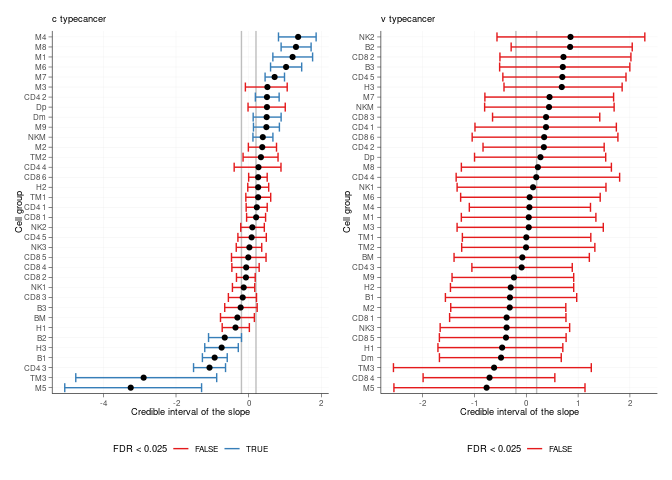 c typecancer
M4
M8
M1
M6
M7
M3
CD4 2
Dp
Dm
M9
NKM
M2
TM2
CD4 4
CD8 6
H2
TM1
CD4 1
CD8 1
NK2
CD4 5
NK3
CD8 5
CD8 4
CD8 2
NK1
CD8 3
B3
BM
H1
B2
H3
B1
CD4 3
TM3
M5
Cell group
-4
-2
0
2
Credible interval of the slope
FDR < 0.025
FALSE
TRUE
v typecancer
NK2
B2
CD8 2
B3
CD4 5
H3
M7
NKM
CD8 3
CD4 1
CD8 6
CD4 2
Dp
M8
CD4 4
NK1
M6
M4
M1
M3
TM1
TM2
BM
CD4 3
M9
H2
B1
M2
CD8 1
NK3
CD8 5
H1
Dm
TM3
CD8 4
M5
Cell group
-2
0
2
Credible interval of the slope
FDR < 0.025
FALSE